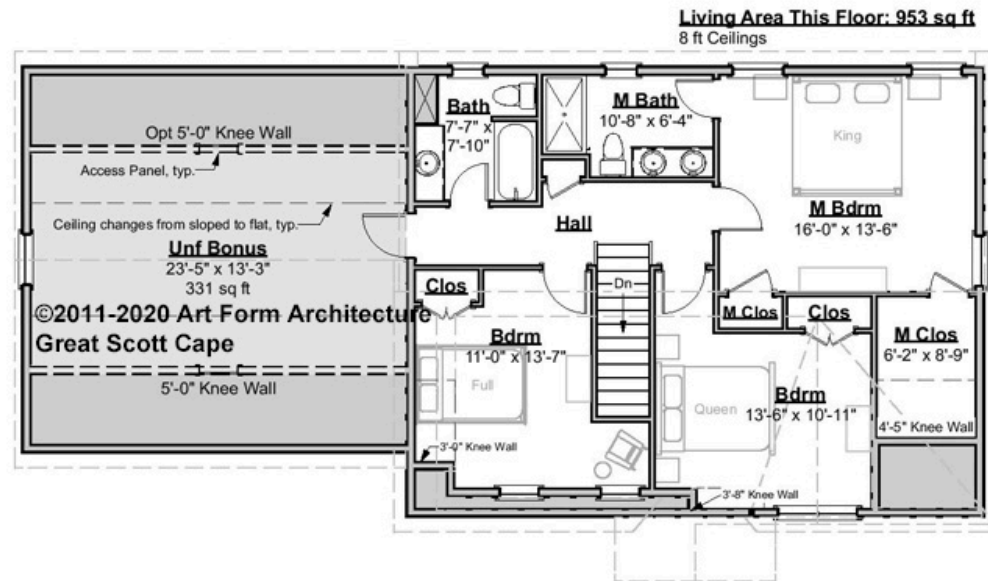 Living Area This Floor: 953 sq ft
8 ft Ceilings
Opt 5'-0" Knee Wall
Access Panel, typ.
Ceiling changes from sloped to flat, typ.
Unf Bonus
23'-5" x 13'-3"
331 sq ft
©2011-2020 Art Form Architecture
Great Scott Cape
5'-0" Knee Wall
Bath
7'-7" x
7'-10"
M Bath
10'-8" x 6'-4"
King
M Bdrm
16'-0" x 13'-6"
Hall
Dn
Clos
Bdrm
11'-0" x 13'-7"
Full
3'-0" Knee Wall
M Clos
Clos
M Clos
6'-2" x 8'-9"
Queen
Bdrm
13'-6" x 10'-11"
4'-5" Knee Wall
3'-8" Knee Wall